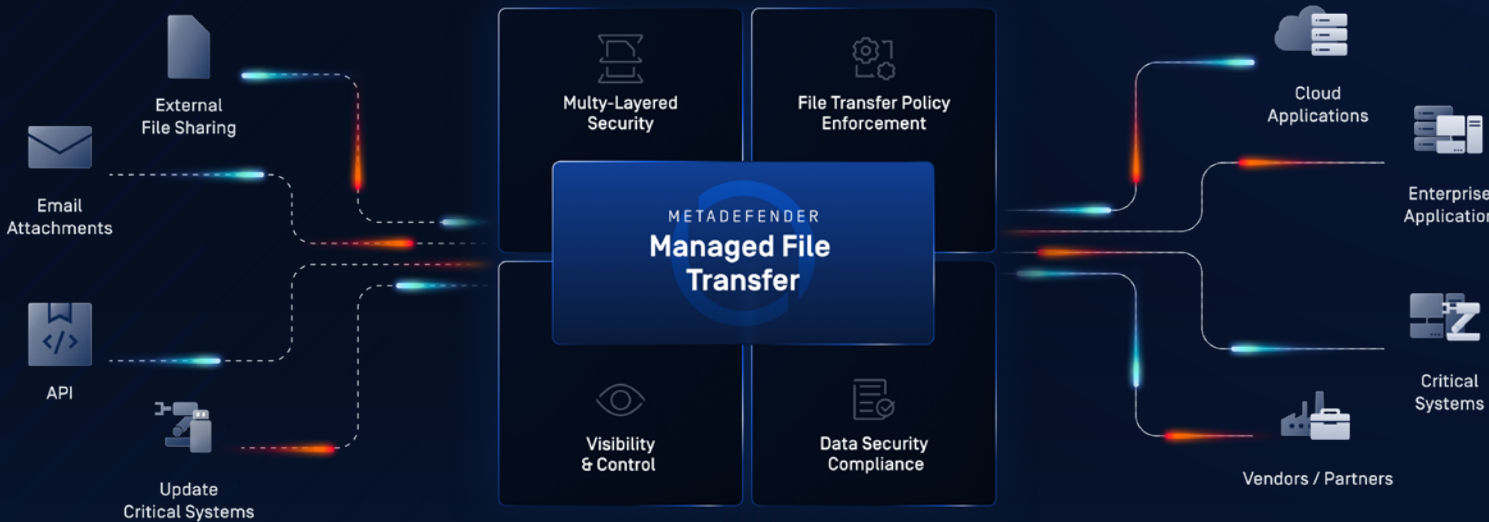 External
File Sharing
Email
Attachments
API
Update
Critical Systems
Multy-Layered
Security
File Transfer Policy
Enforcement
METADEFENDER
Managed File
Transfer
Visibility
& Control
Data Security
Compliance
Cloud
Applications
Enterprise
Application
Critical
Systems
Vendors / Partners